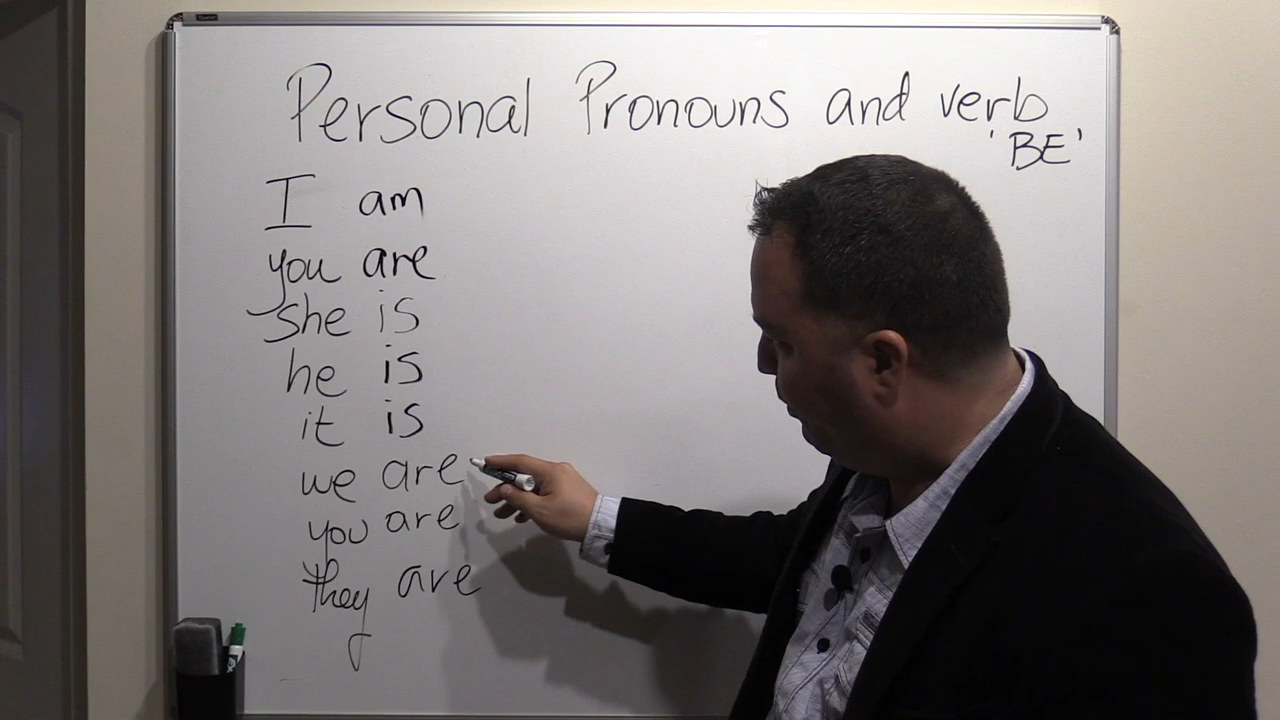 Personal Pronouns and verb
'BE'
I am
you are
she is
he is
it is
we are
you are
they are